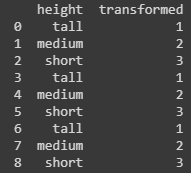 height transformed
0 tall 1
1 medium 2
2 short 3
3 tall 1
4 medium 2
5 short 3
6 tall 1
7 medium 2
8 short 3